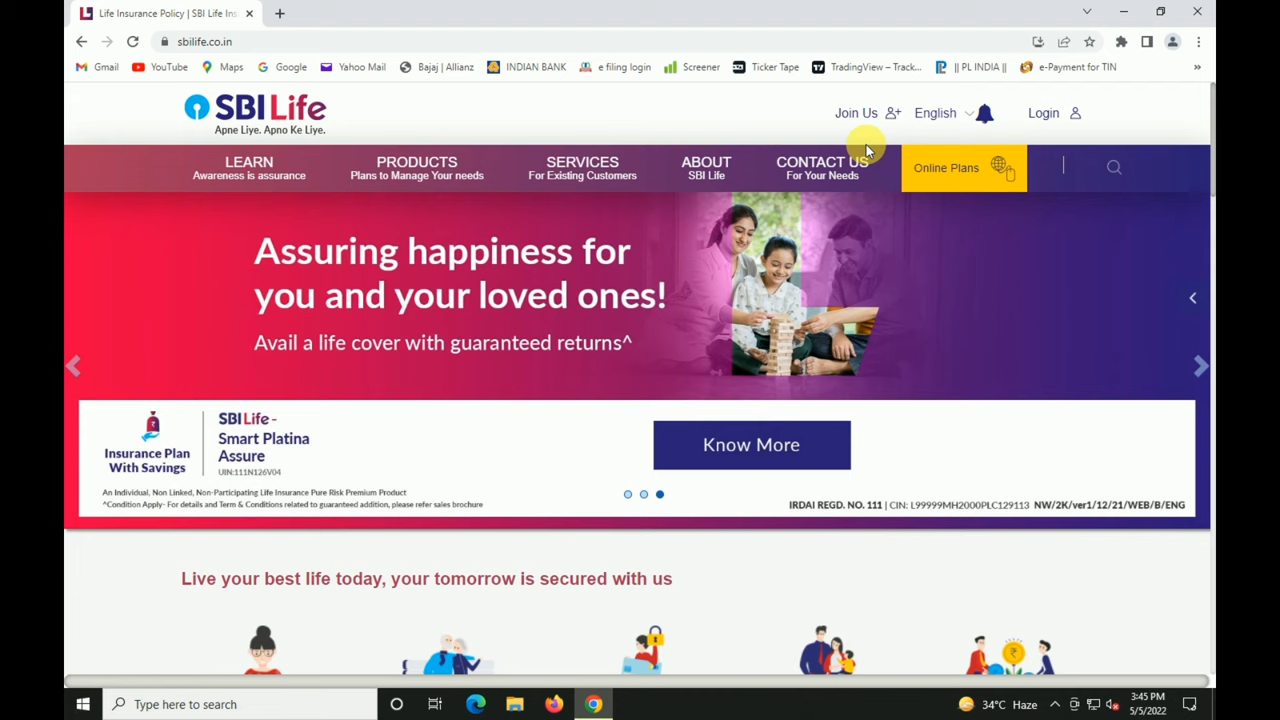 Life Insurance Policy | SBI Life Ins
sbilife.co.in
Gmail YouTube Maps Google Yahoo Mail Bajaj | Allianz INDIAN BANK e filing login Screener Ticker Tape TradingView – Track... || PL INDIA || e-Payment for TIN »
SBI Life
Apne Liye. Apno Ke Liye.
Join Us English Login
LEARN PRODUCTS SERVICES ABOUT CONTACT US Online Plans
Awareness is assurance Plans to Manage Your needs For Existing Customers SBI Life For Your Needs
Assuring happiness for
you and your loved ones!
Avail a life cover with guaranteed returns^
Insurance Plan
With Savings
SBI Life -
Smart Platina
Assure
UIN:111N126V04
Know More
An Individual, Non Linked, Non-Participating Life Insurance Pure Risk Premium Product
^Condition Apply- For details and Term & Conditions related to guaranteed addition, please refer sales brochure
IRDAI REGD. NO. 111 | CIN: L99999MH2000PLC129113 NW/2K/ver1/12/21/WEB/B/ENG
Live your best life today, your tomorrow is secured with us
Type here to search
34°C Haze
3:45 PM
5/5/2022